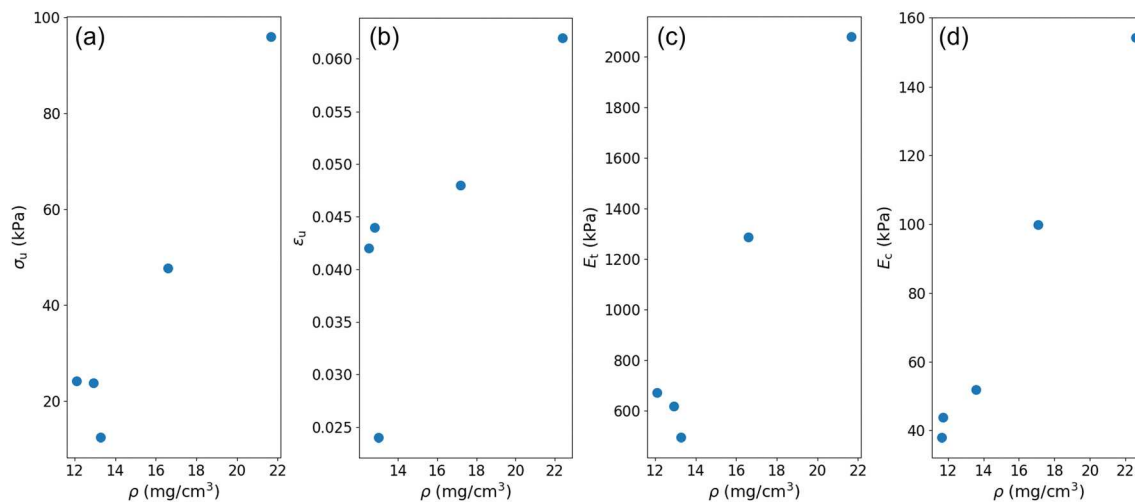 (a)
100
80
60
40
20
σu (kPa)
12 14 16 18 20 22
ρ (mg/cm³)
(b)
0.060
0.055
0.050
0.045
0.040
0.035
0.030
0.025
εu
14 16 18 20 22
ρ (mg/cm³)
(c)
2000
1800
1600
1400
1200
1000
800
600
Et (kPa)
12 14 16 18 20 22
ρ (mg/cm³)
(d)
160
140
120
100
80
60
40
Ec (kPa)
12 14 16 18 20 22
ρ (mg/cm³)